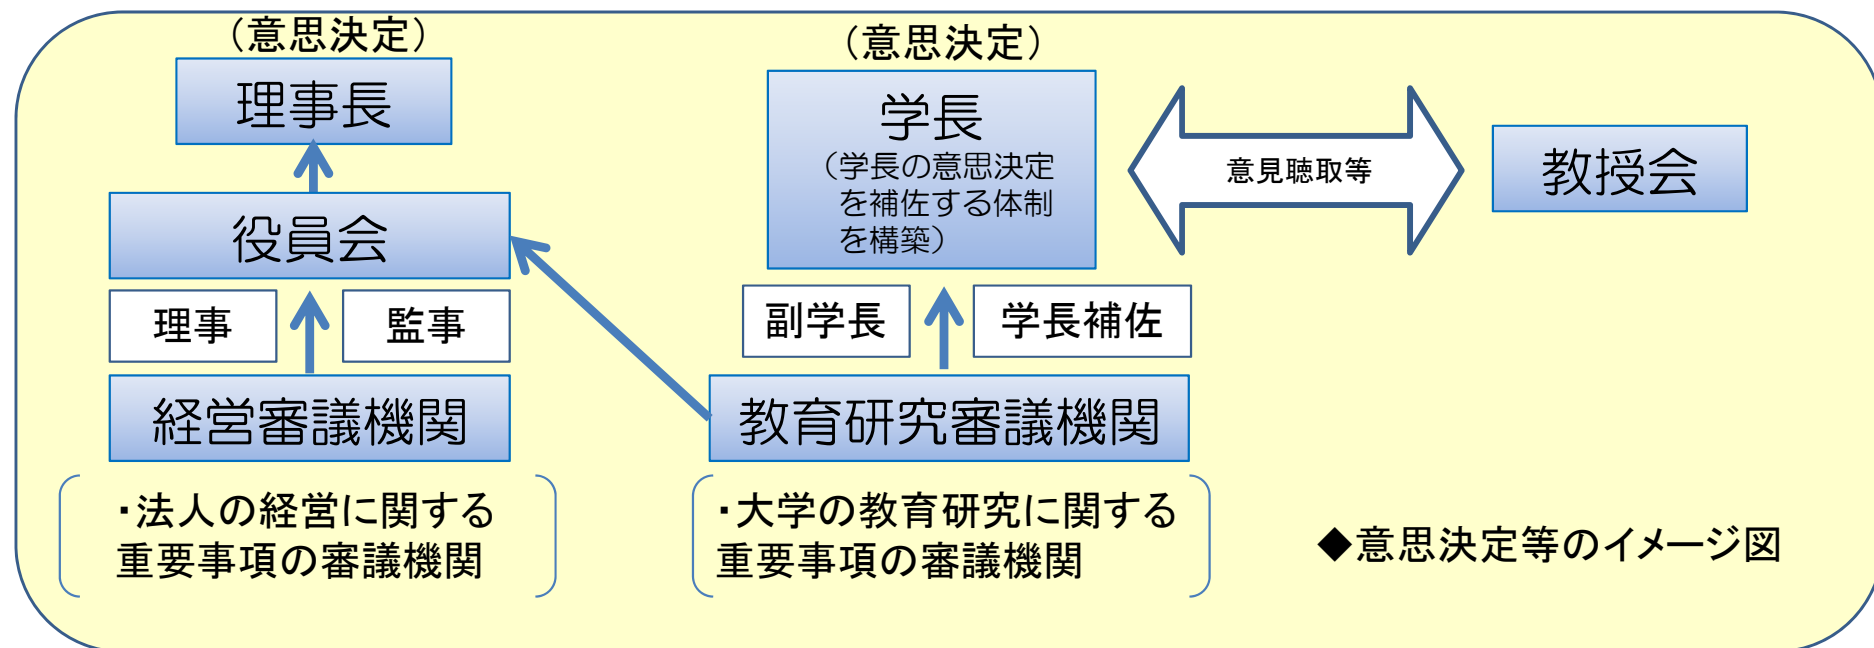 (意思決定)
理事長
役員会
理事
監事
経営審議機関
・法人の経営に関する
重要事項の審議機関
(意思決定)
学長
(学長の意思決定
を補佐する体制
を構築)
副学長
学長補佐
教育研究審議機関
・大学の教育研究に関する
重要事項の審議機関
意見聴取等
教授会
◆意思決定等のイメージ図